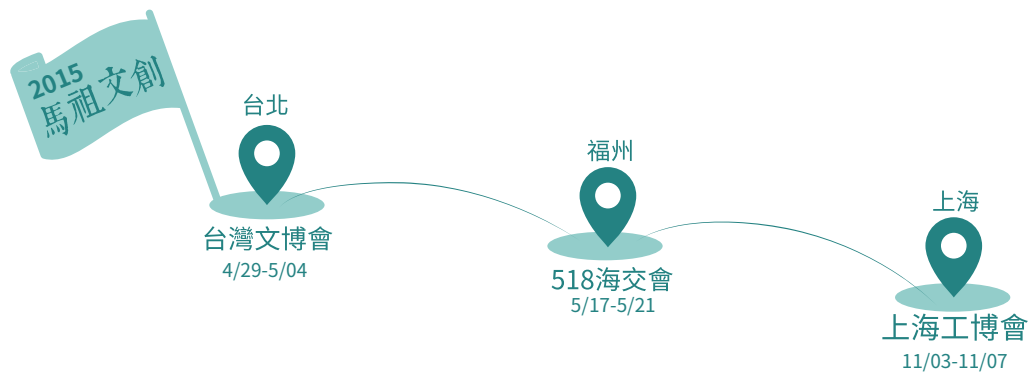 2015
馬祖文創
台北
台灣文博會
4/29-5/04
福州
518海交會
5/17-5/21
上海
上海工博會
11/03-11/07